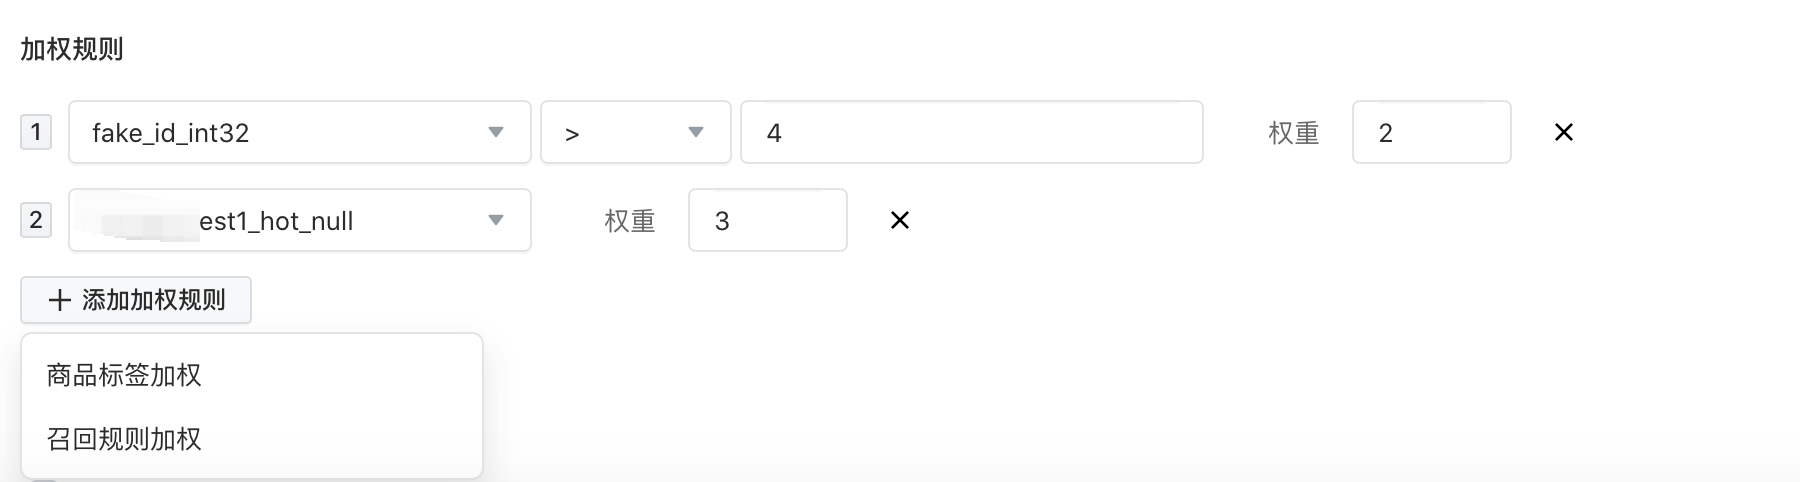 加权规则
1 fake_id_int32 > 4 权重 2
2 est1_hot_null 权重 3
添加加权规则
商品标签加权
召回规则加权